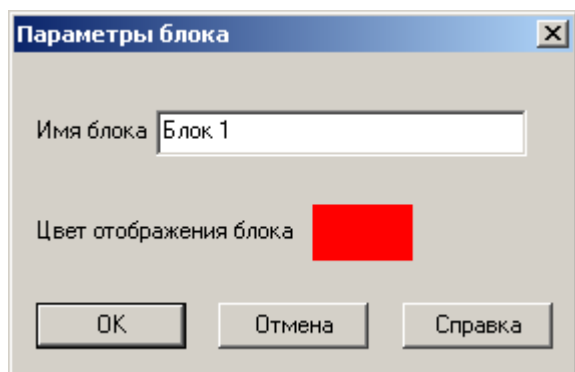 Параметры блока
Имя блока Блок 1
Цвет отображения блока
OK Отмена Справка